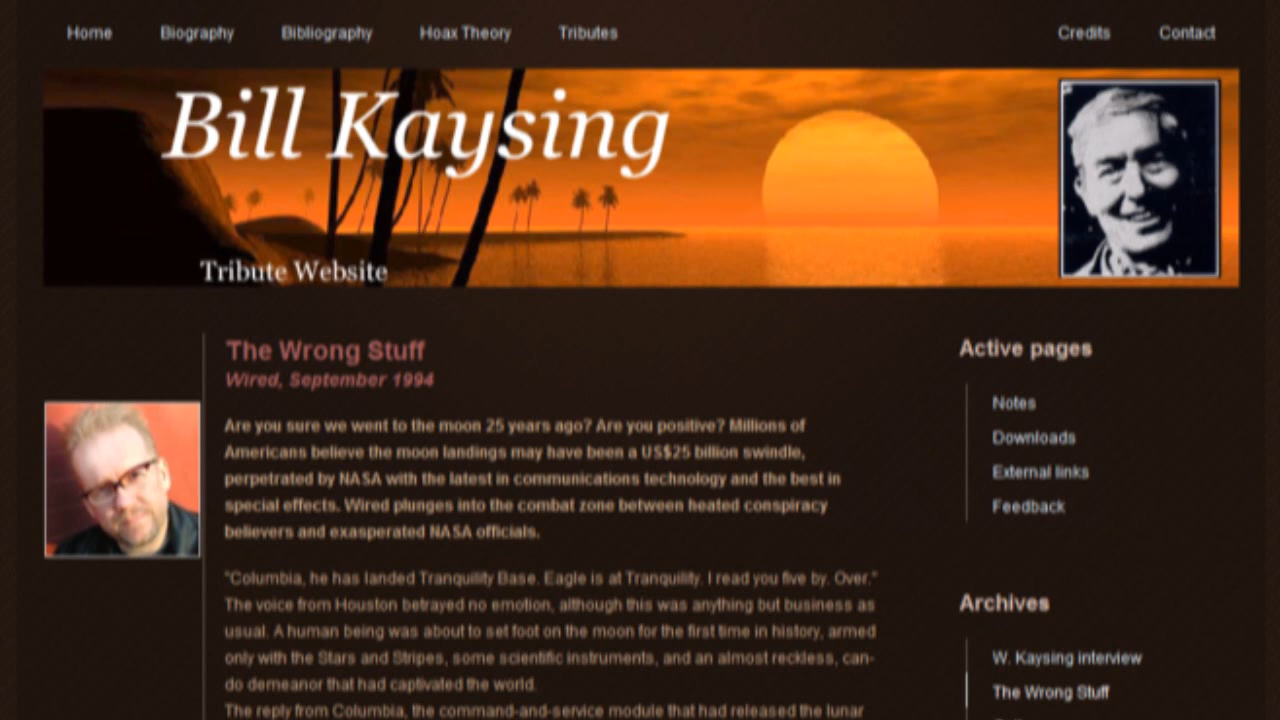 Home Biography Bibliography Hoax Theory Tributes Credits Contact
Bill Kaysing
Tribute Website
The Wrong Stuff
Wired, September 1994
Are you sure we went to the moon 25 years ago? Are you positive? Millions of
Americans believe the moon landings may have been a US$25 billion swindle,
perpetrated by NASA with the latest in communications technology and the best in
special effects. Wired plunges into the combat zone between heated conspiracy
believers and exasperated NASA officials.
"Columbia, he has landed Tranquility Base. Eagle is at Tranquility. I read you five by. Over."
The voice from Houston betrayed no emotion, although this was anything but business as
usual. A human being was about to set foot on the moon for the first time in history, armed
only with the Stars and Stripes, some scientific instruments, and an almost reckless, can-
do demeanor that had captivated the world.
The reply from Columbia, the command-and-service module that had released the lunar
Active pages
Notes
Downloads
External links
Feedback
Archives
W. Kaysing interview
The Wrong Stuff